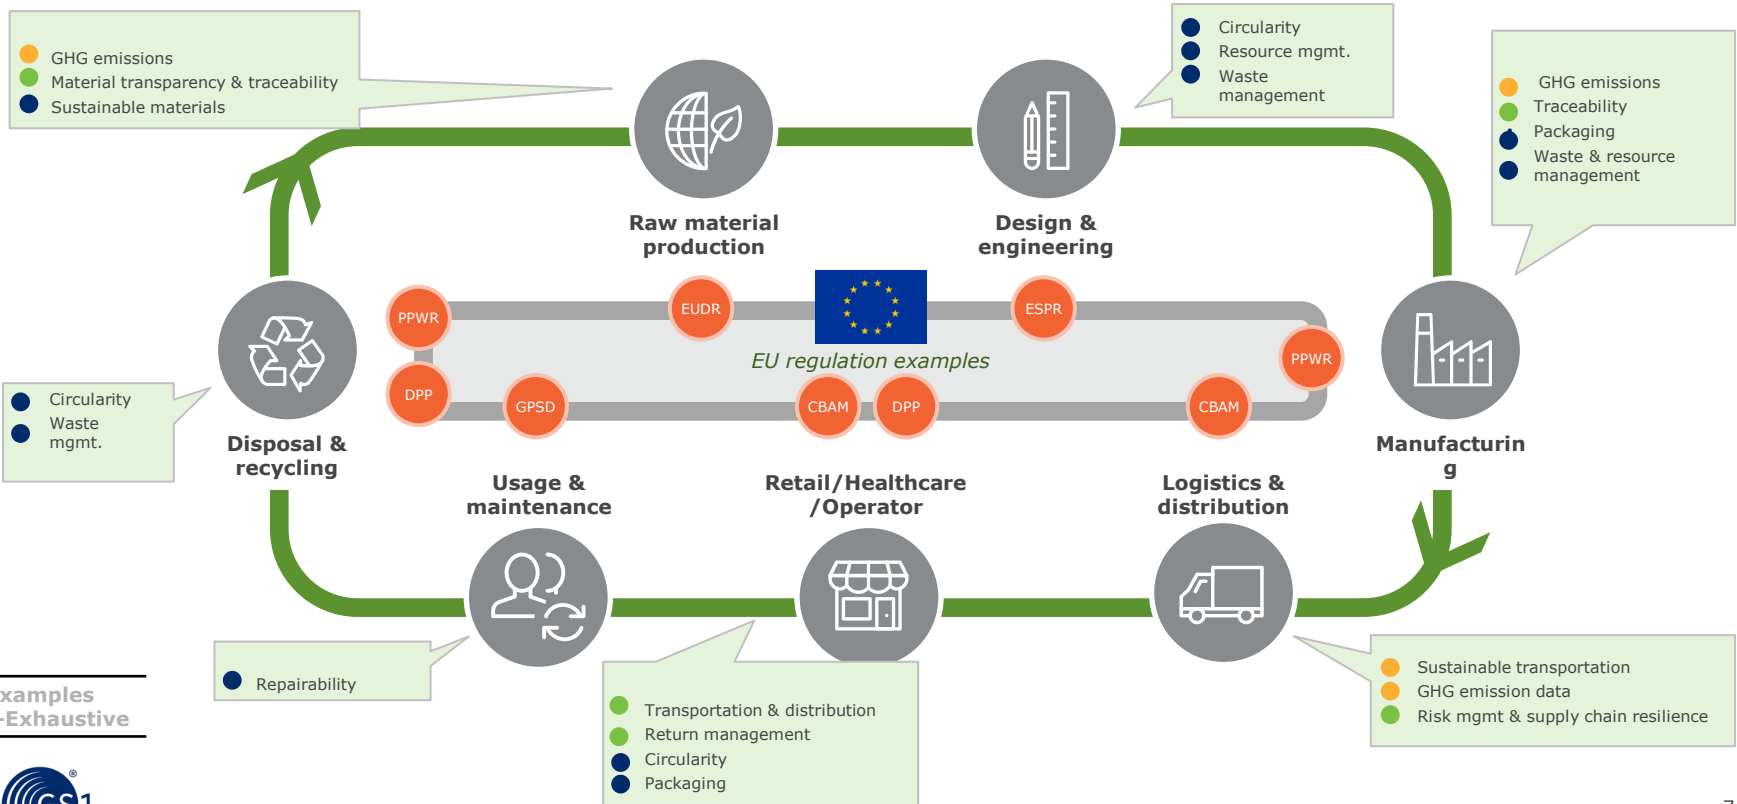 GHG emissions
Material transparency & traceability
Sustainable materials
Circularity
Resource mgmt.
Waste
management
GHG emissions
Traceability
Packaging
Waste & resource
management
Raw material
production
Design &
engineering
PPWR
EUDR
ESPR
EU regulation examples
PPWR
DPP
GPSD
CBAM
DPP
CBAM
Circularity
Waste
mgmt.
Disposal &
recycling
Manufacturin
g
Usage &
maintenance
Retail/Healthcare
/Operator
Logistics &
distribution
Repairability
Transportation & distribution
Return management
Circularity
Packaging
Sustainable transportation
GHG emission data
Risk mgmt & supply chain resilience
xamples
-Exhaustive
GS1
®